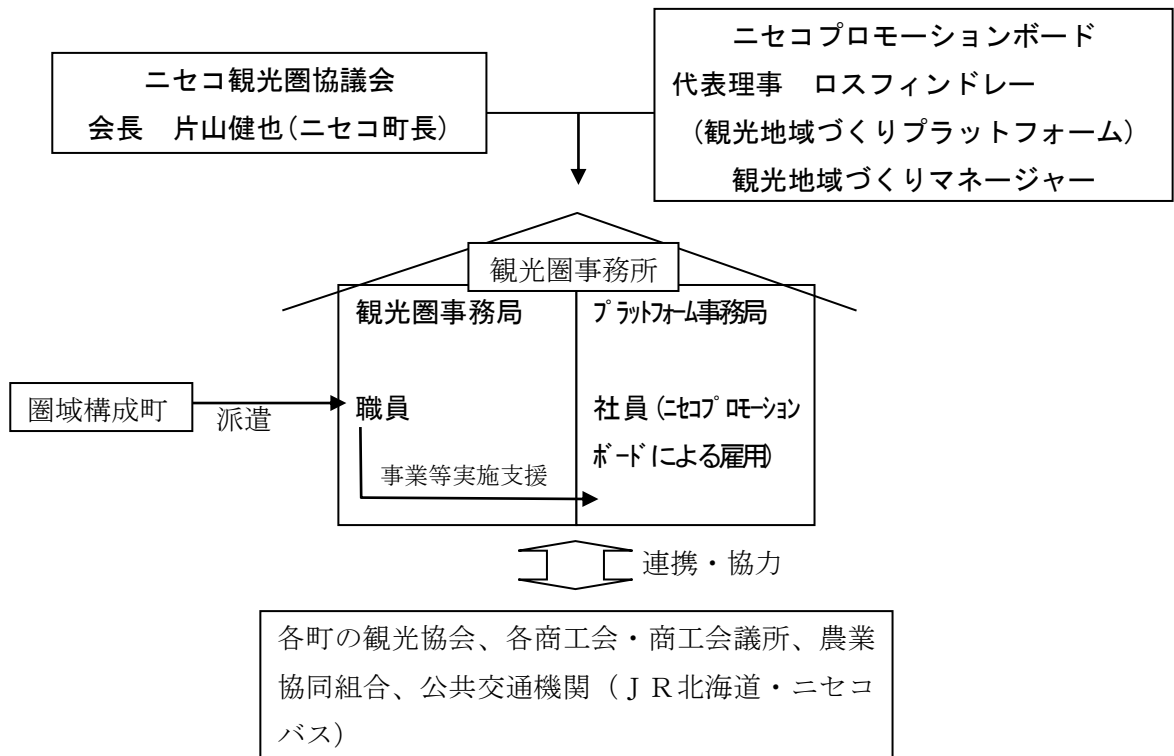 ニセコ観光圏協議会
会長　片山健也(ニセコ町長)
ニセコプロモーションボード
代表理事　ロスフィンドレー
(観光地域づくりプラットフォーム)
観光地域づくりマネージャー
観光圏事務所
観光圏事務局
ﾌﾟﾗｯﾄﾌｫｰﾑ事務局
圏域構成町
派遣
職員
社員(ﾆｾｺﾌﾟﾛﾓｰｼｮﾝ
ﾎﾞｰﾄﾞによる雇用)
事業等実施支援
連携・協力
各町の観光協会、各商工会・商工会議所、農業
協同組合、公共交通機関（ＪＲ北海道・ニセコ
バス）